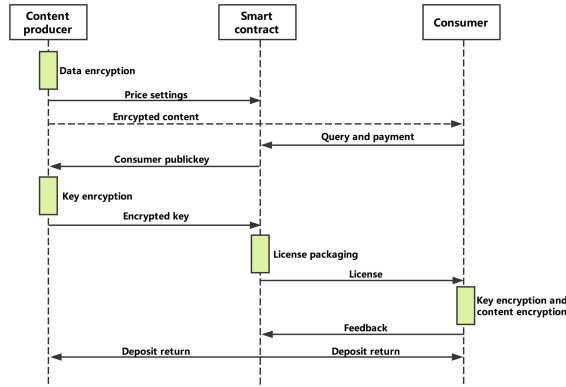 Content
producer
Smart
contract
Consumer
Data enrcyption
Price settings
Enrcypted content
Query and payment
Consumer publickey
Key enrcyption
Encrypted key
License packaging
License
Key encryption and
content encryption
Feedback
Deposit return
Deposit return